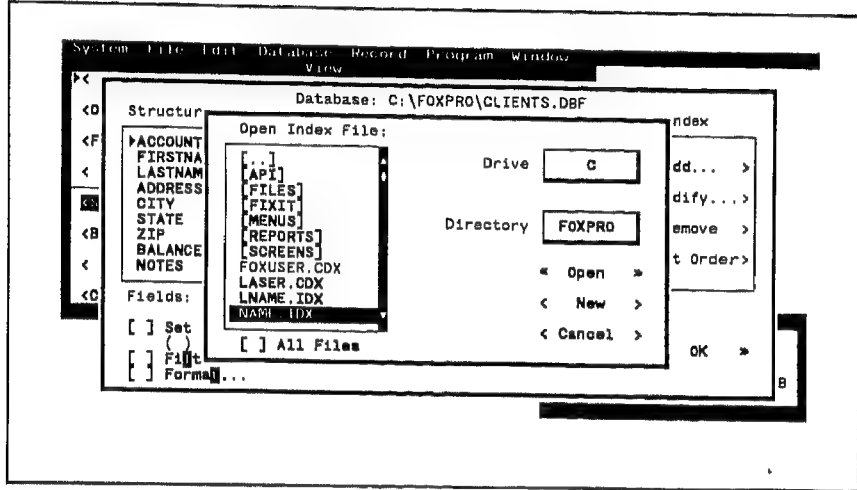 System File Edit Database Record Program Window
View
Database: C:\FOXPRO\CLIENTS.DBF
Structur
ndex
Open Index File:
▶ACCOUNT
FIRSTNA
LASTNAM
ADDRESS
CITY
STATE
ZIP
BALANCE
NOTES
[..]
[API]
[FILES]
[FIXIT]
[MENUS]
[REPORTS]
[SCREENS]
FOXUSER.CDX
LASER.CDX
LNAME.IDX
NAME.IDX
[ ] All Files
Drive C
Directory FOXPRO
« Open »
< New >
< Cancel >
dd... >
dify...>
emove >
t Order>
<D
<F
<
<B
<
<C
Fields:
[ ] Set
( )
[ ] Filt
[ ] Format...
OK »
B